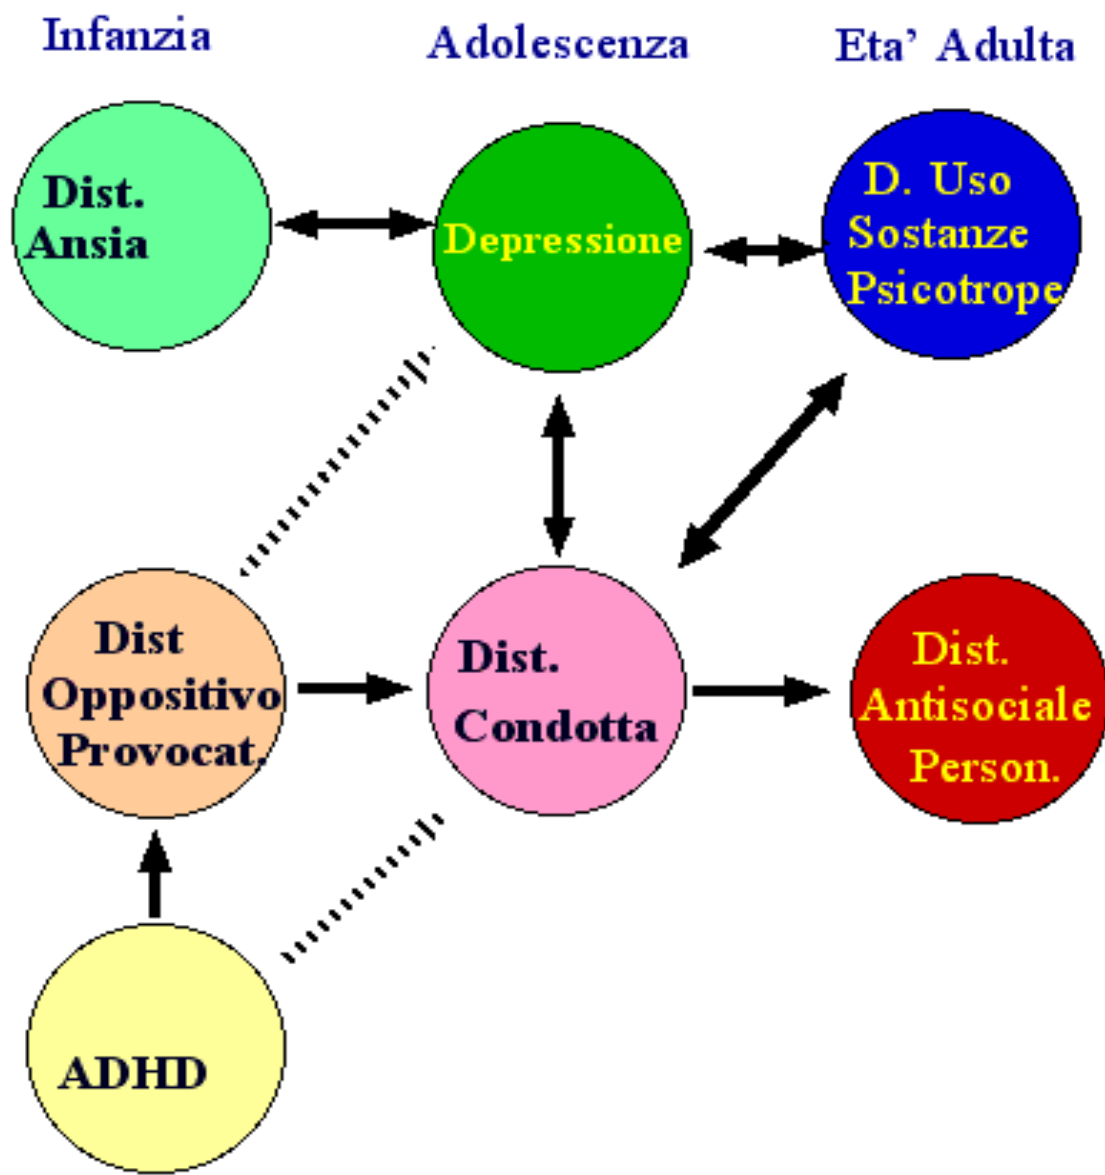 Infanzia
Adolescenza
Eta' Adulta
Dist.
Ansia
Depressione
D. Uso
Sostanze
Psicotrope
Dist
Oppositivo
Provocat.
Dist.
Condotta
Dist.
Antisociale
Person.
ADHD